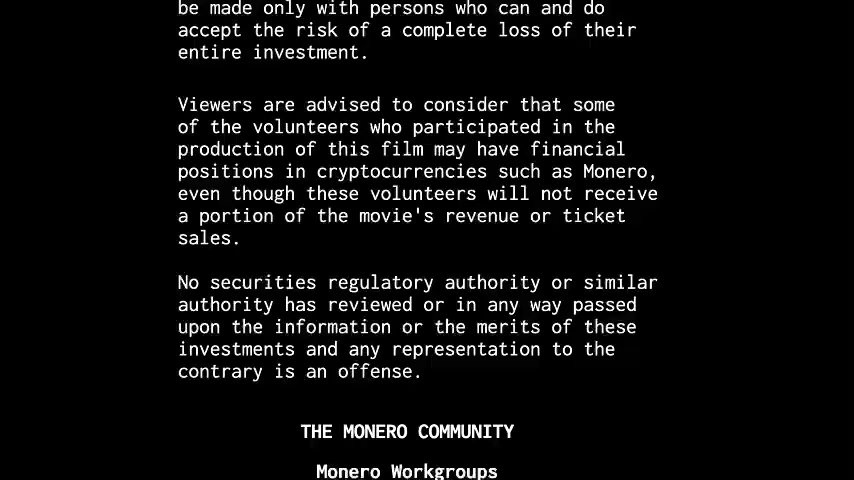 be made only with persons who can and do
accept the risk of a complete loss of their
entire investment.
Viewers are advised to consider that some
of the volunteers who participated in the
production of this film may have financial
positions in cryptocurrencies such as Monero,
even though these volunteers will not receive
a portion of the movie's revenue or ticket
sales.
No securities regulatory authority or similar
authority has reviewed or in any way passed
upon the information or the merits of these
investments and any representation to the
contrary is an offense.
THE MONERO COMMUNITY
Monero Workgroups